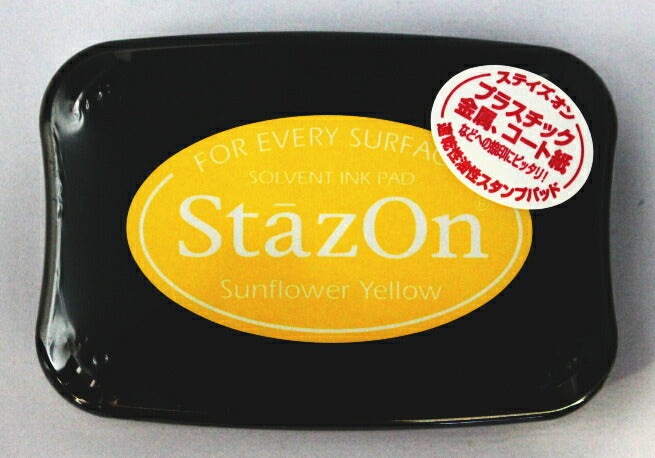 FOR EVERY SURFAC
SOLVENT INK PAD
StāzOn
Sunflower Yellow
ステイズ・オン
プラスチック
金属、コート紙
などへの捺印にピッタリ!
速乾性油性スタンプパッド